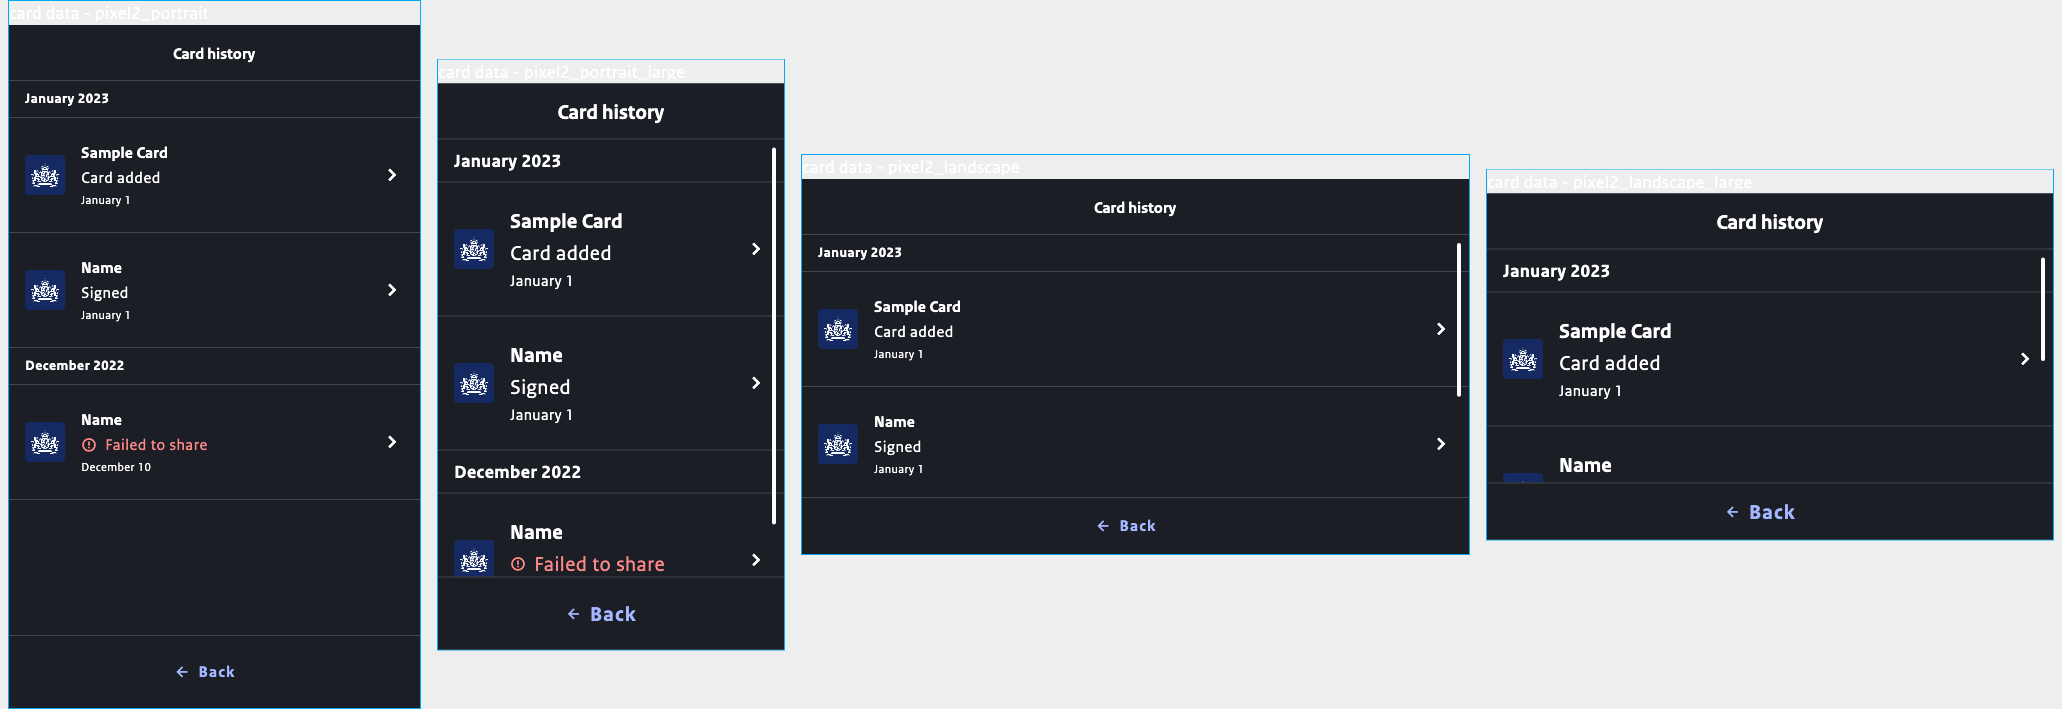 card data - pixel2_portrait
Card history
January 2023
Sample Card
Card added
January 1
Name
Signed
January 1
December 2022
Name
Failed to share
December 10
← Back
card data - pixel2_portrait_large
Card history
January 2023
Sample Card
Card added
January 1
Name
Signed
January 1
December 2022
Name
Failed to share
← Back
card data - pixel2_landscape
Card history
January 2023
Sample Card
Card added
January 1
Name
Signed
January 1
← Back
card data - pixel2_landscape_large
Card history
January 2023
Sample Card
Card added
January 1
Name
← Back